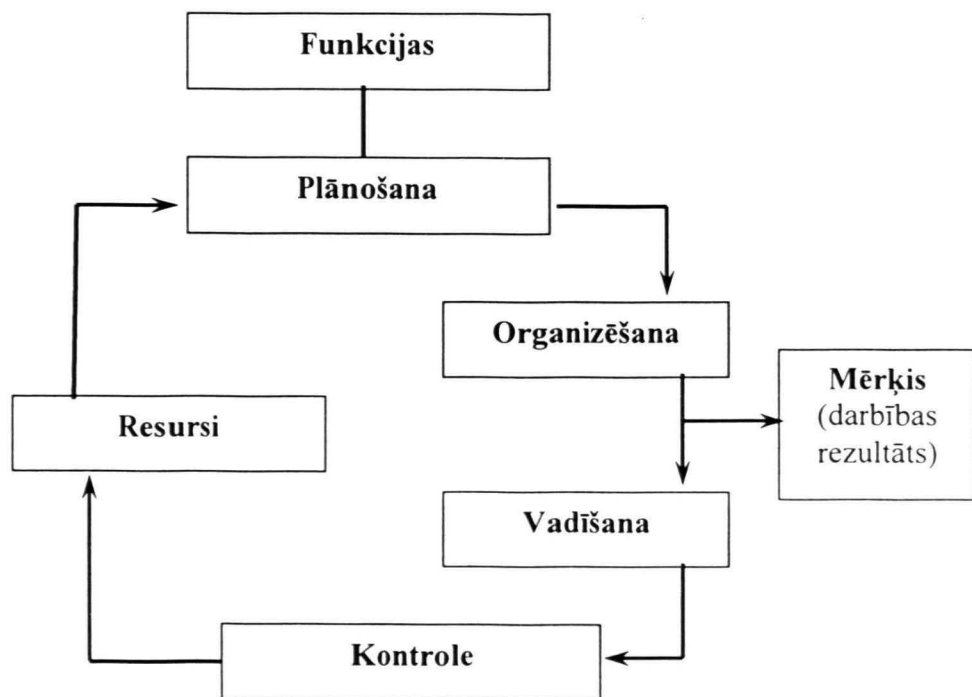 Funkcijas
Plānošana
Organizēšana
Mērķis
(darbības
rezultāts)
Resursi
Vadīšana
Kontrole